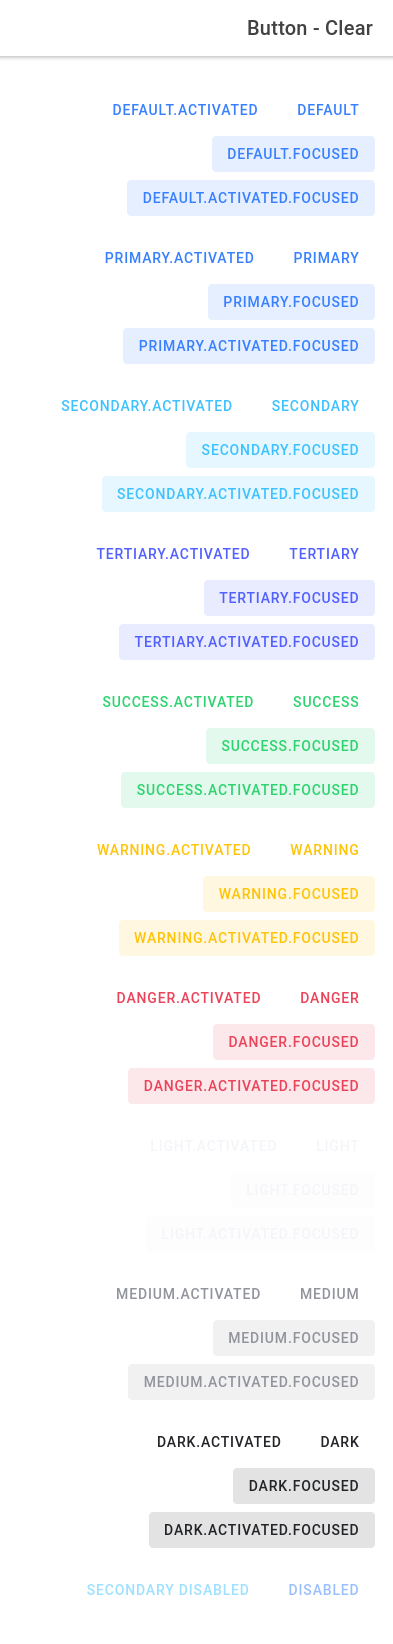 Button - Clear
DEFAULT.ACTIVATED DEFAULT
DEFAULT.FOCUSED
DEFAULT.ACTIVATED.FOCUSED
PRIMARY.ACTIVATED PRIMARY
PRIMARY.FOCUSED
PRIMARY.ACTIVATED.FOCUSED
SECONDARY.ACTIVATED SECONDARY
SECONDARY.FOCUSED
SECONDARY.ACTIVATED.FOCUSED
TERTIARY.ACTIVATED TERTIARY
TERTIARY.FOCUSED
TERTIARY.ACTIVATED.FOCUSED
SUCCESS.ACTIVATED SUCCESS
SUCCESS.FOCUSED
SUCCESS.ACTIVATED.FOCUSED
WARNING.ACTIVATED WARNING
WARNING.FOCUSED
WARNING.ACTIVATED.FOCUSED
DANGER.ACTIVATED DANGER
DANGER.FOCUSED
DANGER.ACTIVATED.FOCUSED
LIGHT.ACTIVATED LIGHT
LIGHT.FOCUSED
LIGHT.ACTIVATED.FOCUSED
MEDIUM.ACTIVATED MEDIUM
MEDIUM.FOCUSED
MEDIUM.ACTIVATED.FOCUSED
DARK.ACTIVATED DARK
DARK.FOCUSED
DARK.ACTIVATED.FOCUSED
SECONDARY DISABLED DISABLED